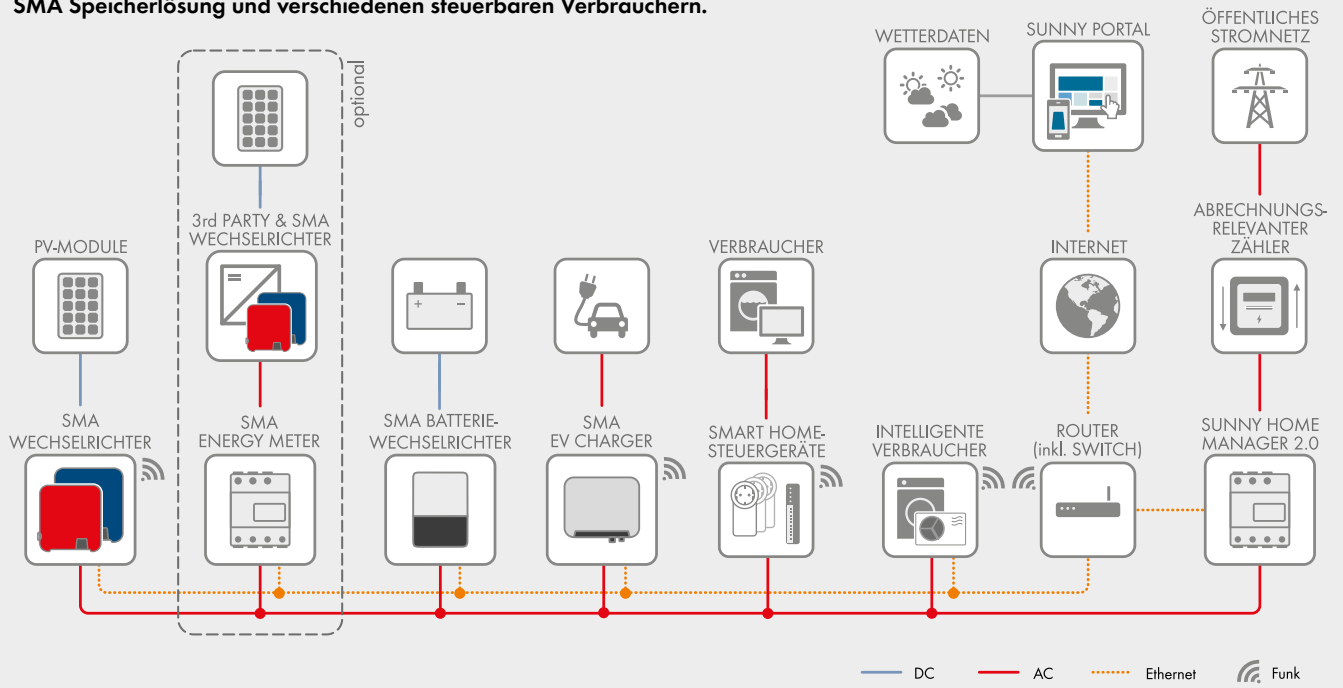 SMA Speicherlösung und verschiedenen steuerbaren Verbrauchern.
optional
WETTERDATEN
SUNNY PORTAL
ÖFFENTLICHES
STROMNETZ
PV-MODULE
3rd PARTY & SMA
WECHSELRICHTER
VERBRAUCHER
INTERNET
ABRECHNUNGS-
RELEVANTER
ZÄHLER
SMA
WECHSELRICHTER
SMA
ENERGY METER
SMA BATTERIE-
WECHSELRICHTER
SMA
EV CHARGER
SMART HOME-
STEUERGERÄTE
INTELLIGENTE
VERBRAUCHER
ROUTER
(inkl. SWITCH)
SUNNY HOME
MANAGER 2.0
DC
AC
Ethernet
Funk